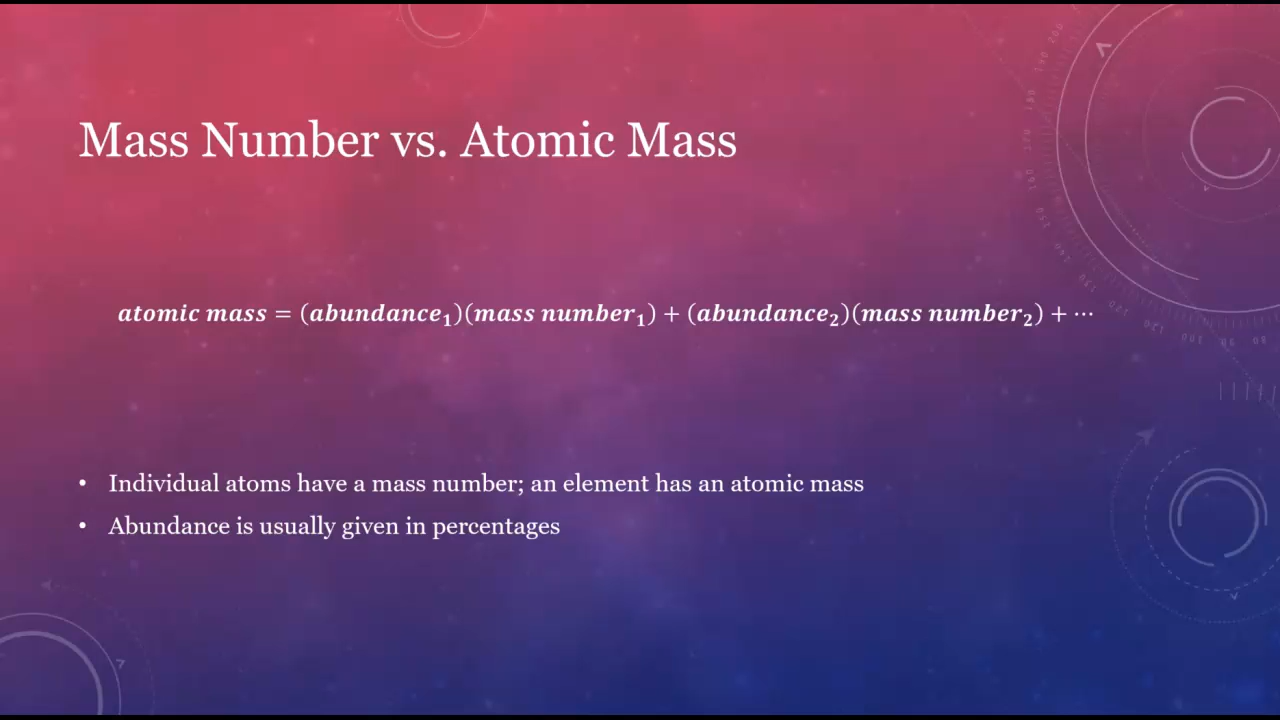 Mass Number vs. Atomic Mass
atomic mass = (abundance₁)(mass number₁) + (abundance₂)(mass number₂) + ⋯
• Individual atoms have a mass number; an element has an atomic mass
• Abundance is usually given in percentages